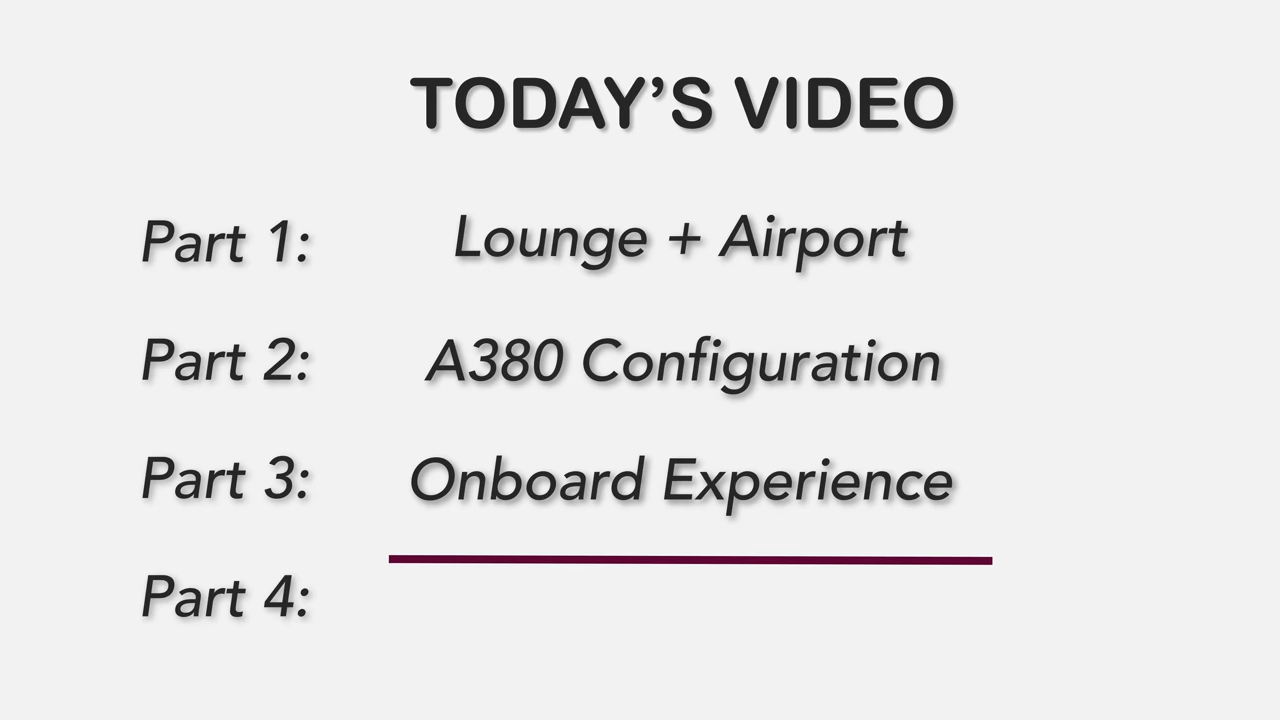 TODAY’S VIDEO
Part 1: Lounge + Airport
Part 2: A380 Configuration
Part 3: Onboard Experience
Part 4: